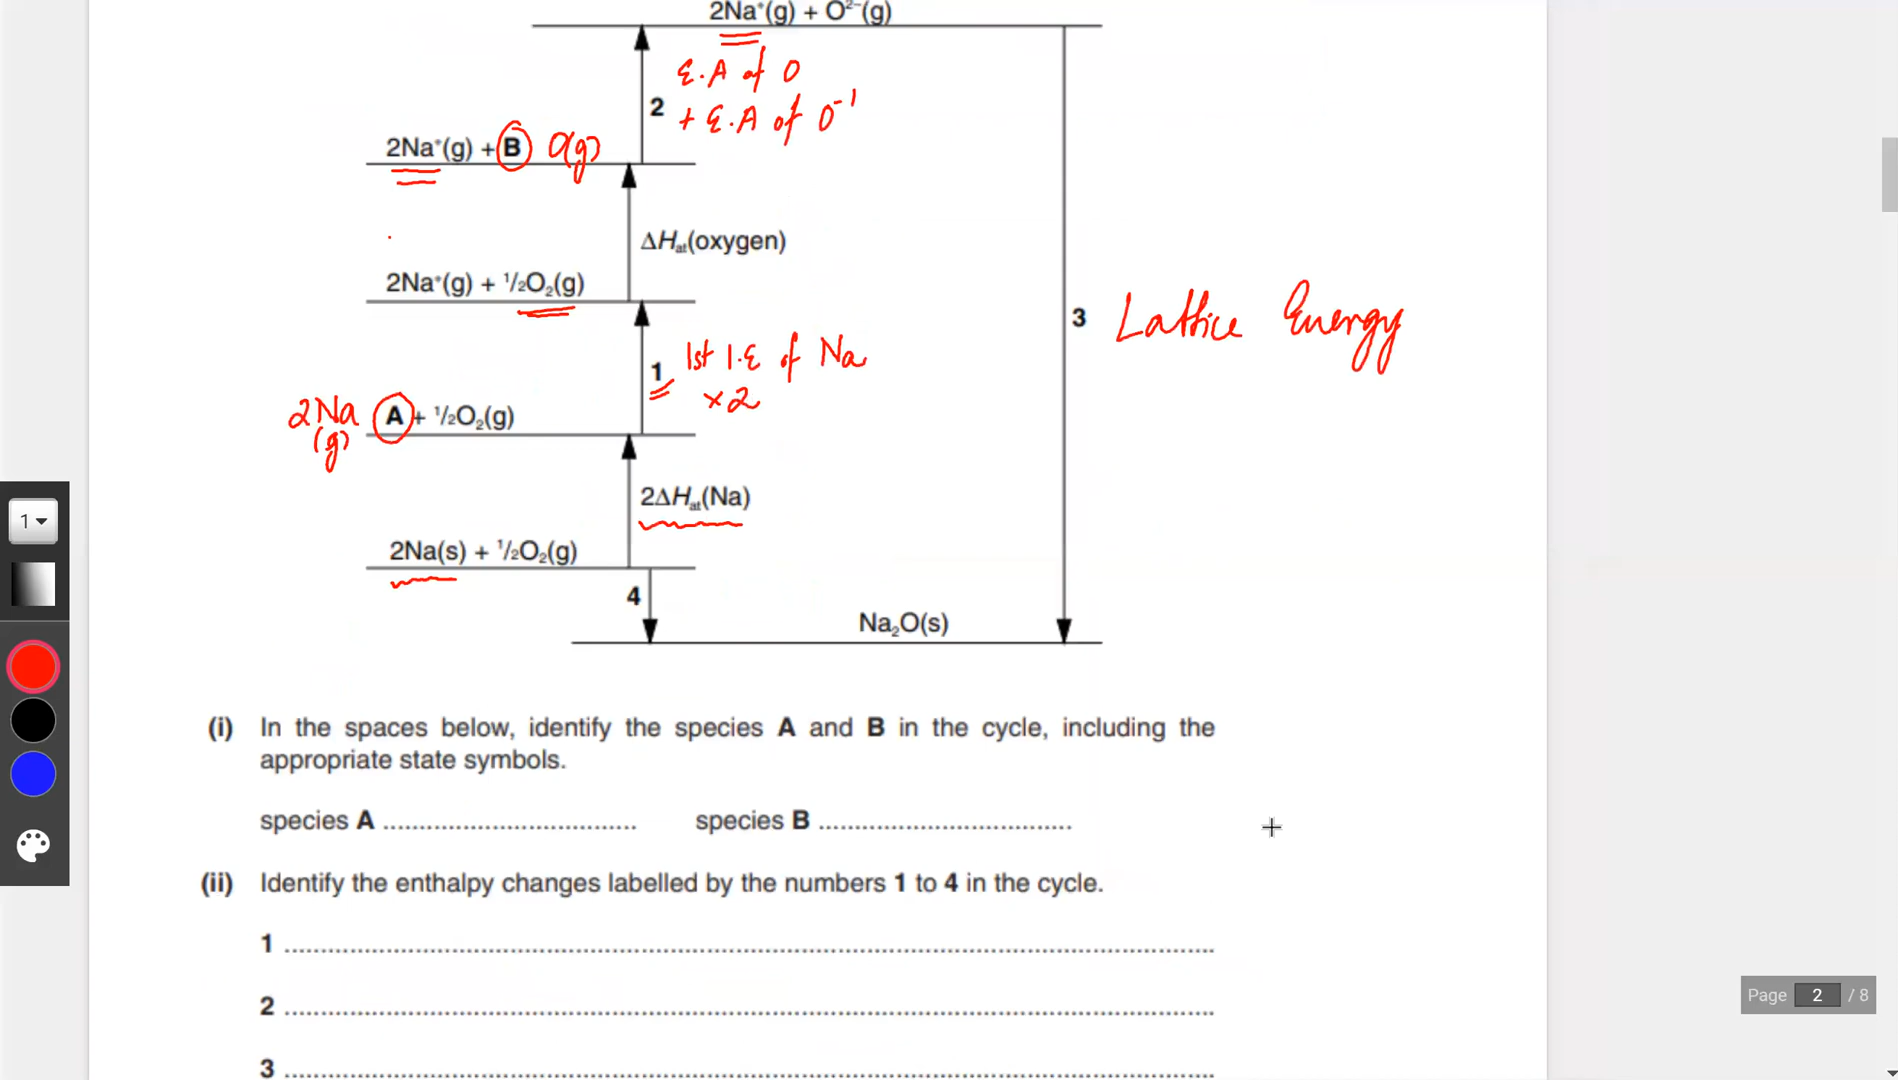 2Na⁺(g) + O²⁻(g)
E.A of O
2
+ E.A of O⁻¹
2Na⁺(g) + B O(g)
ΔHat(oxygen)
2Na⁺(g) + ½O₂(g)
3 Lattice Energy
1st I.E of Na
1
×2
2Na A + ½O₂(g)
(g)
2ΔHat(Na)
2Na(s) + ½O₂(g)
4
Na₂O(s)
(i) In the spaces below, identify the species A and B in the cycle, including the
appropriate state symbols.
species A .................................. species B ..................................
(ii) Identify the enthalpy changes labelled by the numbers 1 to 4 in the cycle.
1 ..............................................................................................................................
2 ..............................................................................................................................
3 ..............................................................................................................................
1
Page 2 / 8